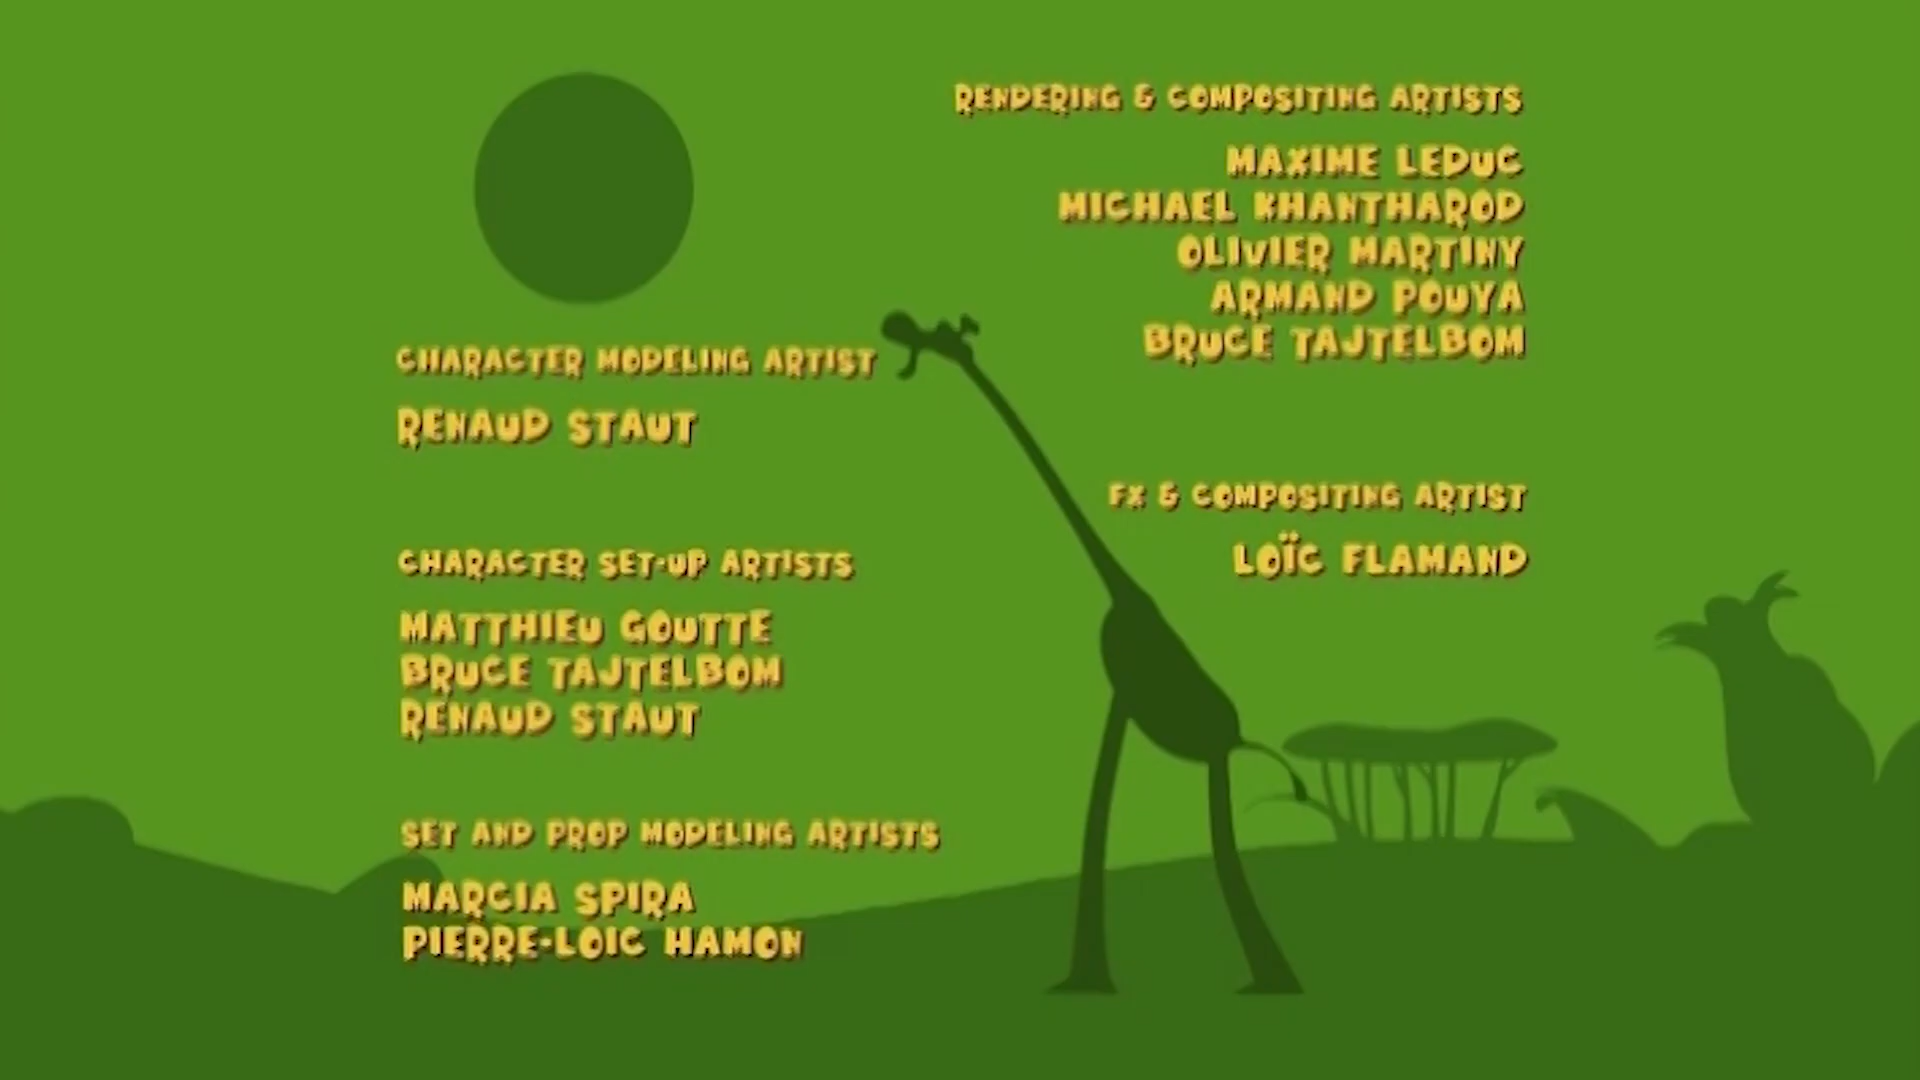 CHARACTER MODELING ARTIST
RENAUD STAUT
CHARACTER SET-UP ARTISTS
MATTHIEU GOUTTE
BRUCE TAJTELBOM
RENAUD STAUT
SET AND PROP MODELING ARTISTS
MARCIA SPIRA
PIERRE-LOIC HAMON
RENDERING & COMPOSITING ARTISTS
MAXIME LEDUC
MICHAEL KHANTHAROD
OLIVIER MARTINY
ARMAND POUYA
BRUCE TAJTELBOM
FX & COMPOSITING ARTIST
LOÏC FLAMAND